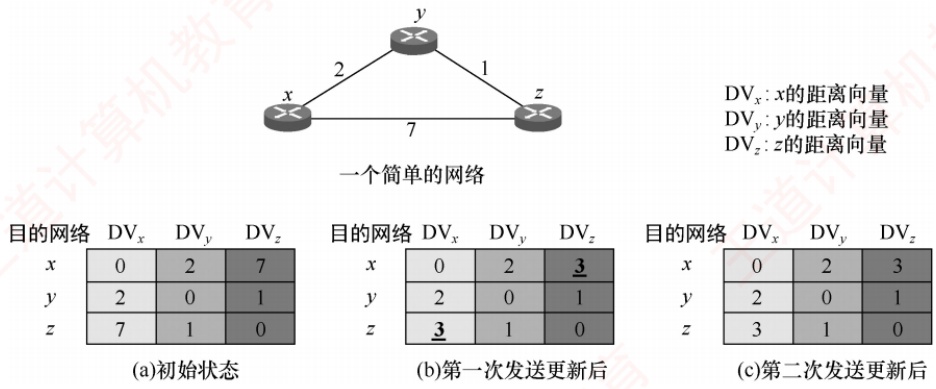 y
2
1
x
z
7
DVx:x的距离向量
DVy:y的距离向量
DVz:z的距离向量
一个简单的网络
目的网络 DVx DVy DVz
x 0 2 7
y 2 0 1
z 7 1 0
(a)初始状态
目的网络 DVx DVy DVz
x 0 2 3
y 2 0 1
z 3 1 0
(b)第一次发送更新后
目的网络 DVx DVy DVz
x 0 2 3
y 2 0 1
z 3 1 0
(c)第二次发送更新后